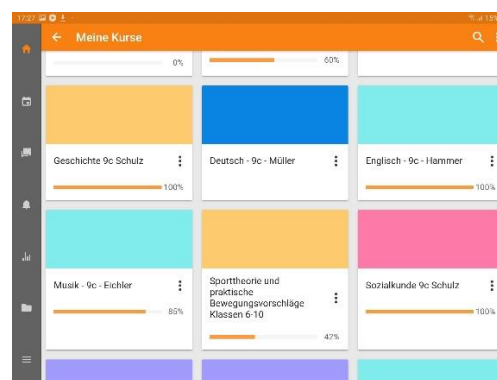 17:27
Meine Kurse
0%
60%
Geschichte 9c Schulz
100%
Deutsch - 9c - Müller
Englisch - 9c - Hammer
100%
Musik - 9c - Eichler
85%
Sporttheorie und
praktische
Bewegungsvorschläge
Klassen 6-10
42%
Sozialkunde 9c Schulz
100%